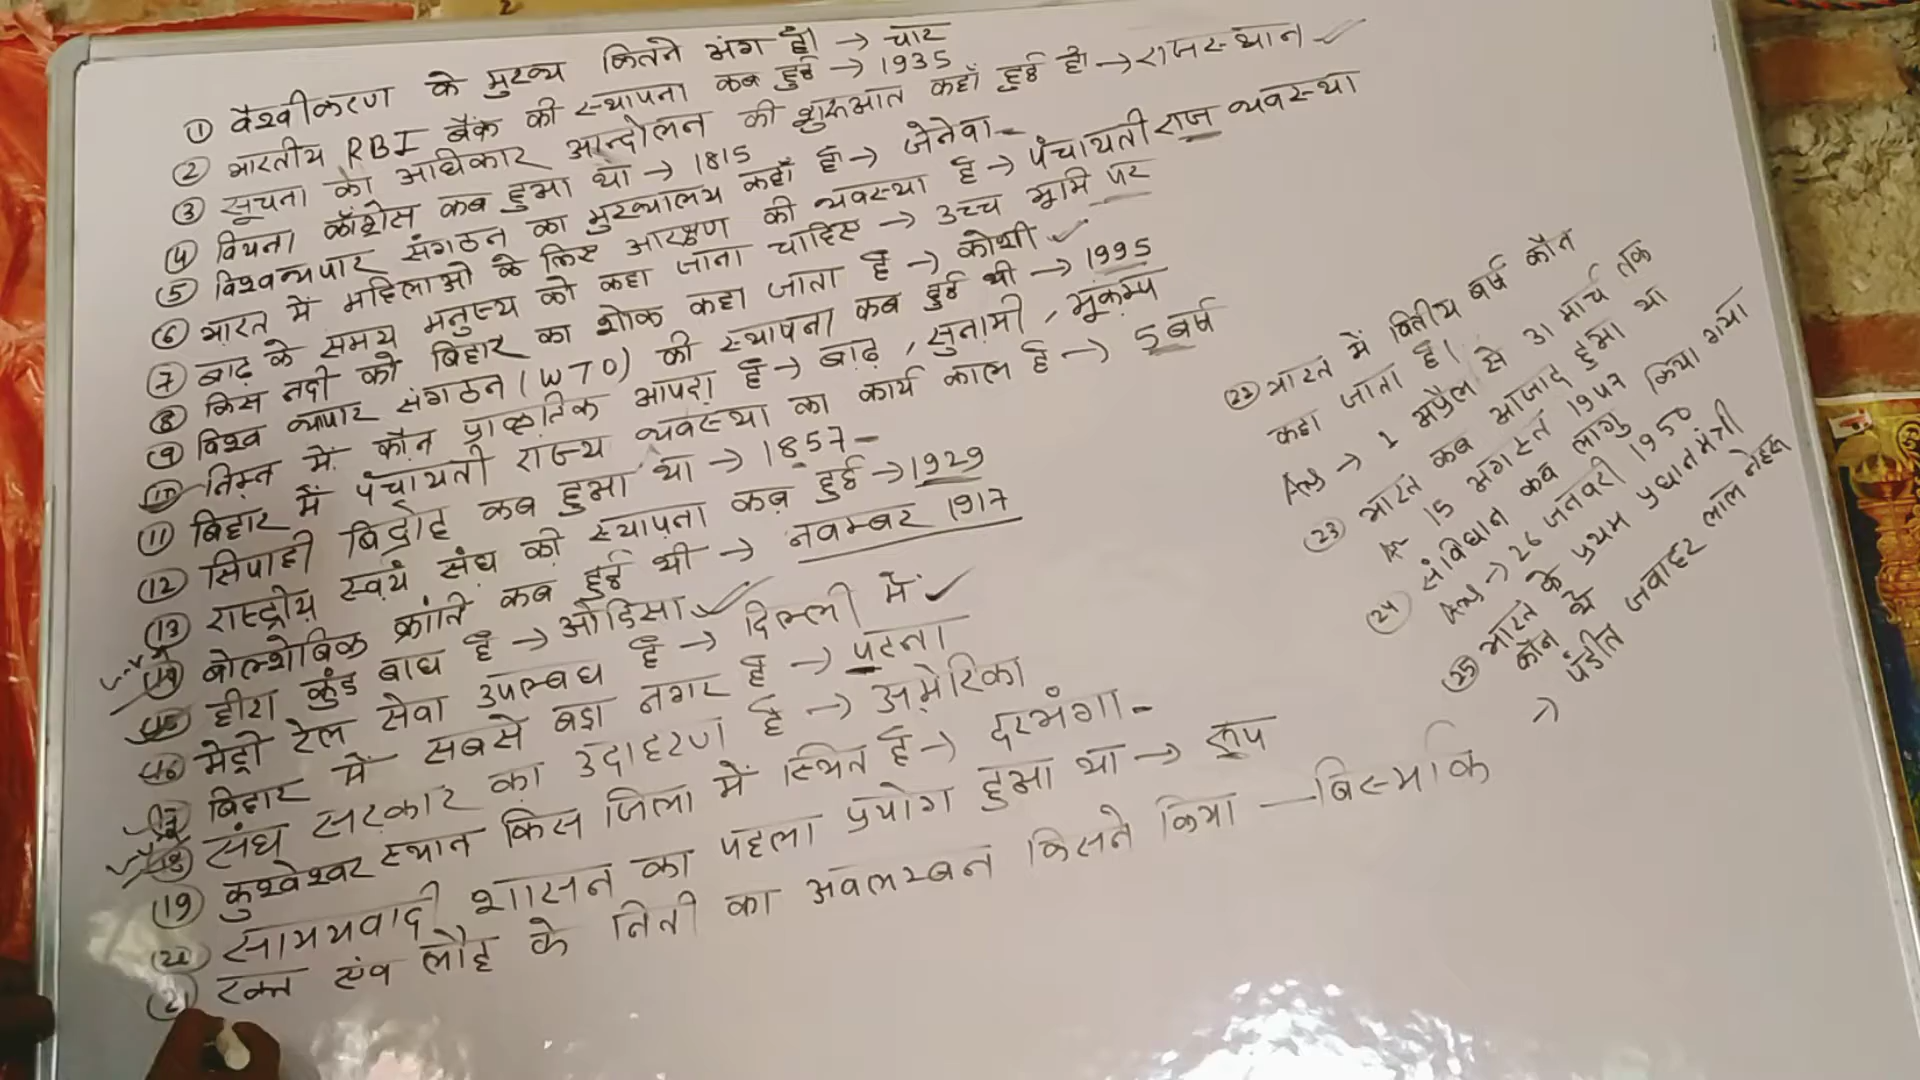 ① वैश्वीकरण के मुख्य कितने अंग है। → चार
② भारतीय RBI बैंक की स्थापना कब हुई → 1935
③ सूचना का अधिकार आन्दोलन की शुरुआत कहाँ हुई है → राजस्थान
④ वियना काँग्रेस कब हुआ था → 1815
⑤ विश्वव्यपार संगठन का मुख्यालय कहाँ है → जेनेवा
⑥ भारत में महिलाओ के लिए आरक्षण की व्यवस्था है → पंचायती राज व्यवस्था
⑦ बाढ़ के समय मनुष्य को कहा जाना चाहिए → उच्च भूमि पर
⑧ किस नदी को बिहार का शोक कहा जाता है → कोशी
⑨ विश्व व्यापार संगठन (WTO) की स्थापना कब हुई थी → 1995
⑩ निम्न में कौन प्राकृतिक आपदा है → बाढ़, सुनामी, भूकम्प
⑪ बिहार में पंचायती राज्य व्यवस्था का कार्य काल है → 5 बर्ष
⑫ सिपाही बिद्रोह कब हुआ था → 1857
⑬ राष्ट्रीय स्वयं संघ की स्थापना कब हुई → 1929
⑭ बोल्शेबिक क्रांति कब हुई थी → नवम्बर 1917
⑮ हीरा कुंड बाध है → ओडिसा
⑯ मेट्रो रेल सेवा उपलब्ध है → दिल्ली में
⑰ बिहार में सबसे बड़ा नगर है → पटना
⑱ संघ सरकार का उदाहरण है → अमेरिका
⑲ कुश्वेश्वर स्थान किस जिला में स्थित है → दरभंगा
⑳ साम्यवादी शासन का पहला प्रयोग हुआ था → रूप
㉑ रक्त एंव लौह के निती का अवलम्बन किसने किया — बिस्मार्क
㉒ भारत में वितीय बर्ष कौन
कहा जाता है।
Ans → 1 अप्रैल से 31 मार्च तक
㉓ भारत कब आजाद हुआ था
A- 15 अगस्त 1947
㉔ संविधान कब लागु किया गया
Ans → 26 जनवरी 1950
㉕ भारत के प्रथम प्रधानमंत्री
कौन थे
→ पंडीत जवाहर लाल नेहरू